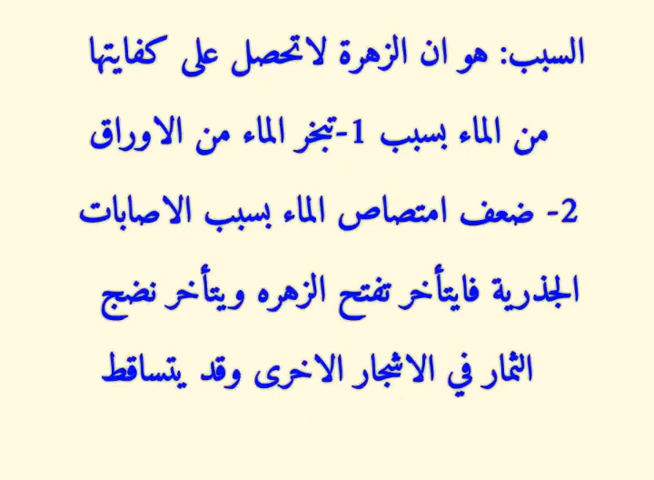 السبب: هو ان الزهرة لاتحصل على كفايتها
من الماء بسبب 1-تبخر الماء من الاوراق
2- ضعف امتصاص الماء بسبب الاصابات
الجذرية فايتأخر تفتح الزهره ويتأخر نضج
الثمار في الاشجار الاخرى وقد يتساقط